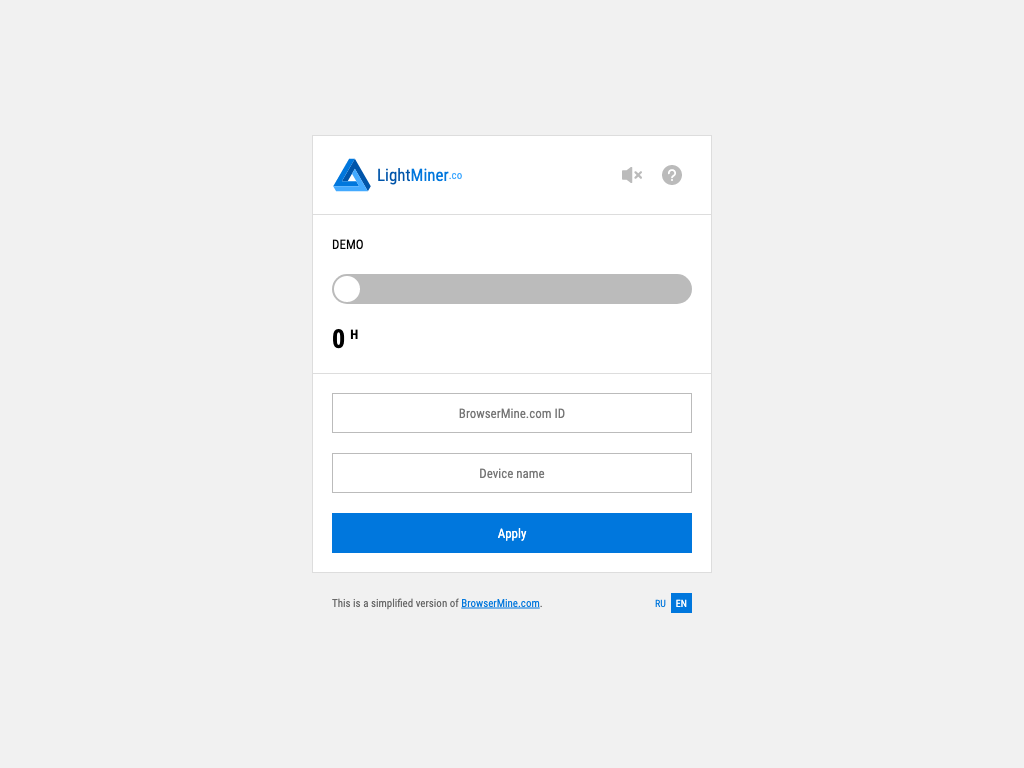 LightMiner.co
DEMO
0 H
BrowserMine.com ID
Device name
Apply
This is a simplified version of BrowserMine.com.
RU EN